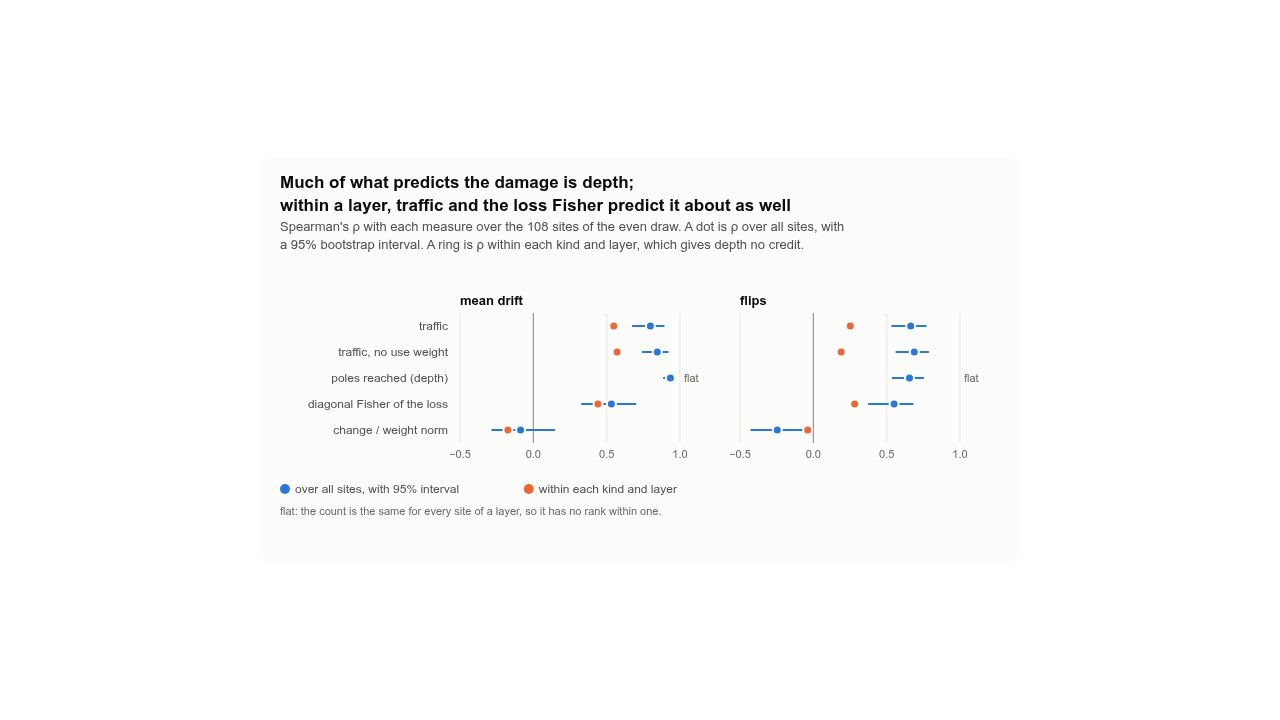 Much of what predicts the damage is depth;
within a layer, traffic and the loss Fisher predict it about as well
Spearman's ρ with each measure over the 108 sites of the even draw. A dot is ρ over all sites, with
a 95% bootstrap interval. A ring is ρ within each kind and layer, which gives depth no credit.
mean drift
flips
traffic
traffic, no use weight
poles reached (depth)
flat
flat
diagonal Fisher of the loss
change / weight norm
−0.5 0.0 0.5 1.0
−0.5 0.0 0.5 1.0
over all sites, with 95% interval
within each kind and layer
flat: the count is the same for every site of a layer, so it has no rank within one.